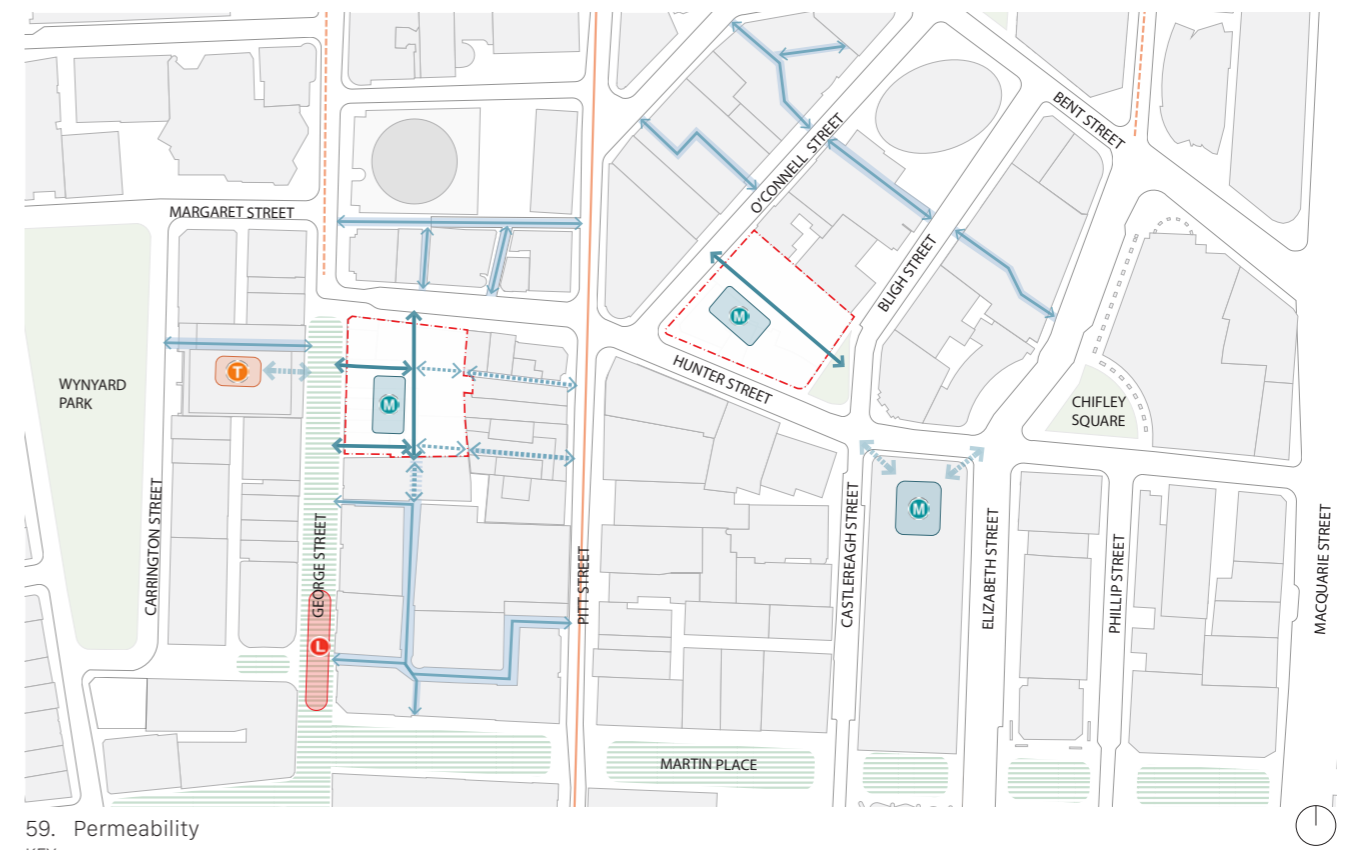 BENT STREET
O'CONNELL STREET
MARGARET STREET
BLIGH STREET
T
M
HUNTER STREET
WYNYARD
PARK
M
CHIFLEY
SQUARE
M
CARRINGTON STREET
GEORGE STREET
PITT STREET
CASTLEREAGH STREET
ELIZABETH STREET
PHILLIP STREET
MACQUARIE STREET
L
MARTIN PLACE
59. Permeability